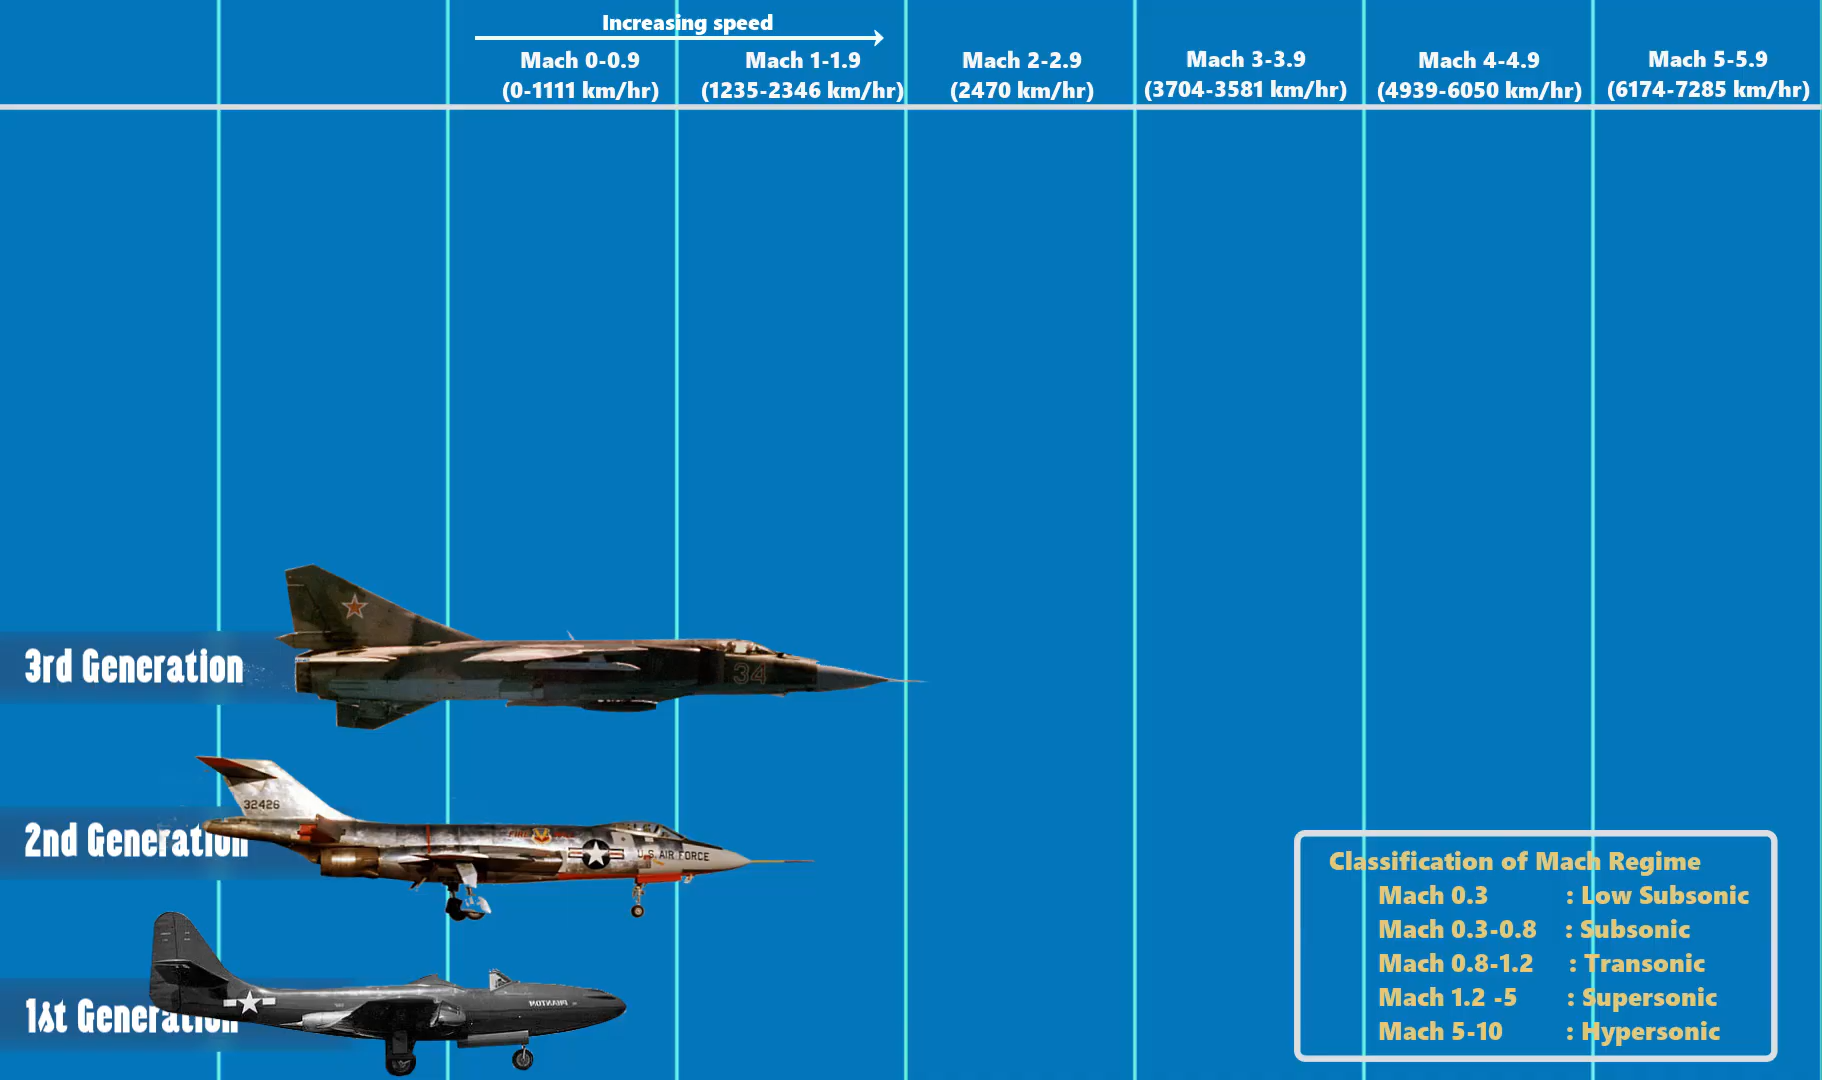 Increasing speed
Mach 0-0.9
(0-1111 km/hr)
Mach 1-1.9
(1235-2346 km/hr)
Mach 2-2.9
(2470 km/hr)
Mach 3-3.9
(3704-3581 km/hr)
Mach 4-4.9
(4939-6050 km/hr)
Mach 5-5.9
(6174-7285 km/hr)
3rd Generation
34
32426
2nd Generation
U.S. AIR FORCE
PHANTOM
1st Generation
Classification of Mach Regime
Mach 0.3 : Low Subsonic
Mach 0.3-0.8 : Subsonic
Mach 0.8-1.2 : Transonic
Mach 1.2 -5 : Supersonic
Mach 5-10 : Hypersonic